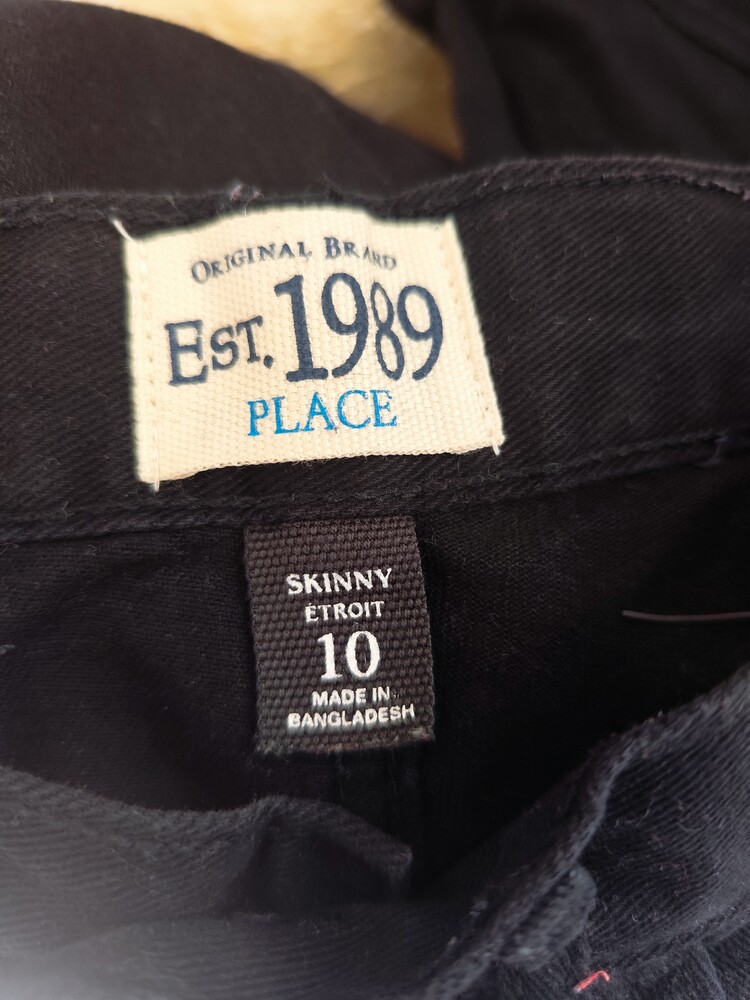 ORIGINAL BRAND
EST. 1989
PLACE
SKINNY
ÉTROIT
10
MADE IN
BANGLADESH